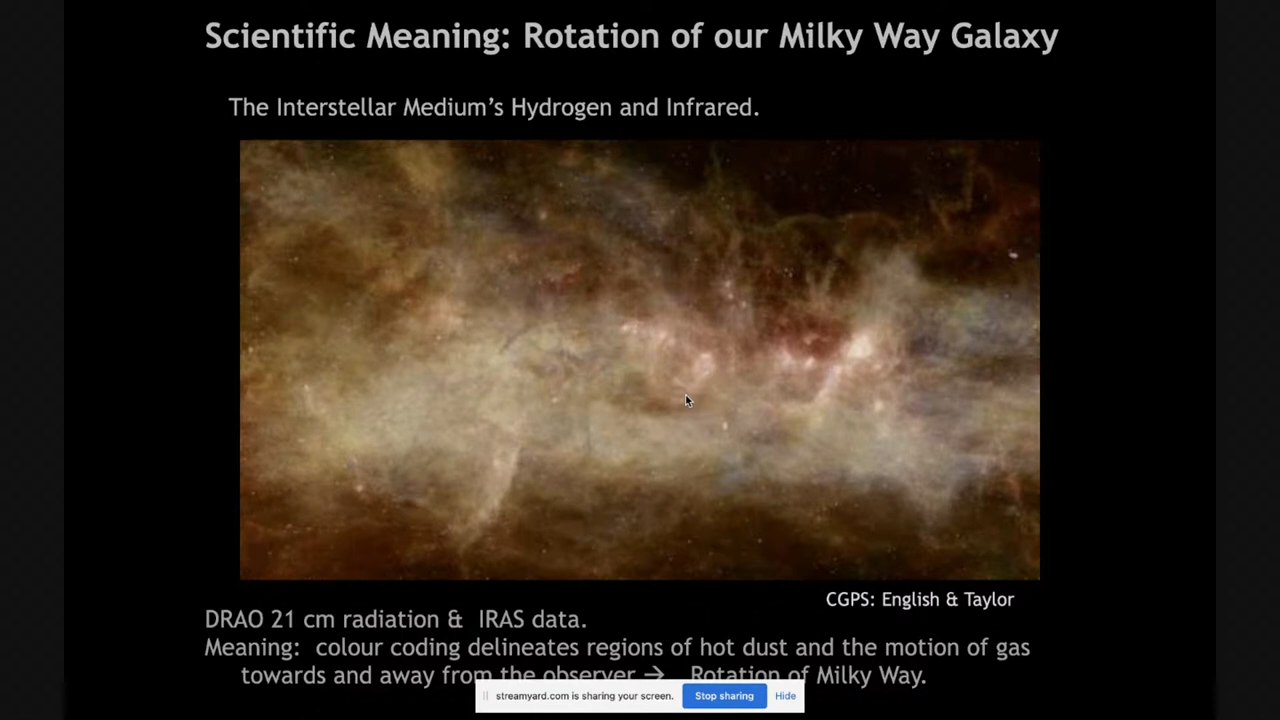 Scientific Meaning: Rotation of our Milky Way Galaxy
The Interstellar Medium’s Hydrogen and Infrared.
CGPS: English & Taylor
DRAO 21 cm radiation & IRAS data.
Meaning: colour coding delineates regions of hot dust and the motion of gas
towards and away from the observer → Rotation of Milky Way.
streamyard.com is sharing your screen. Stop sharing Hide